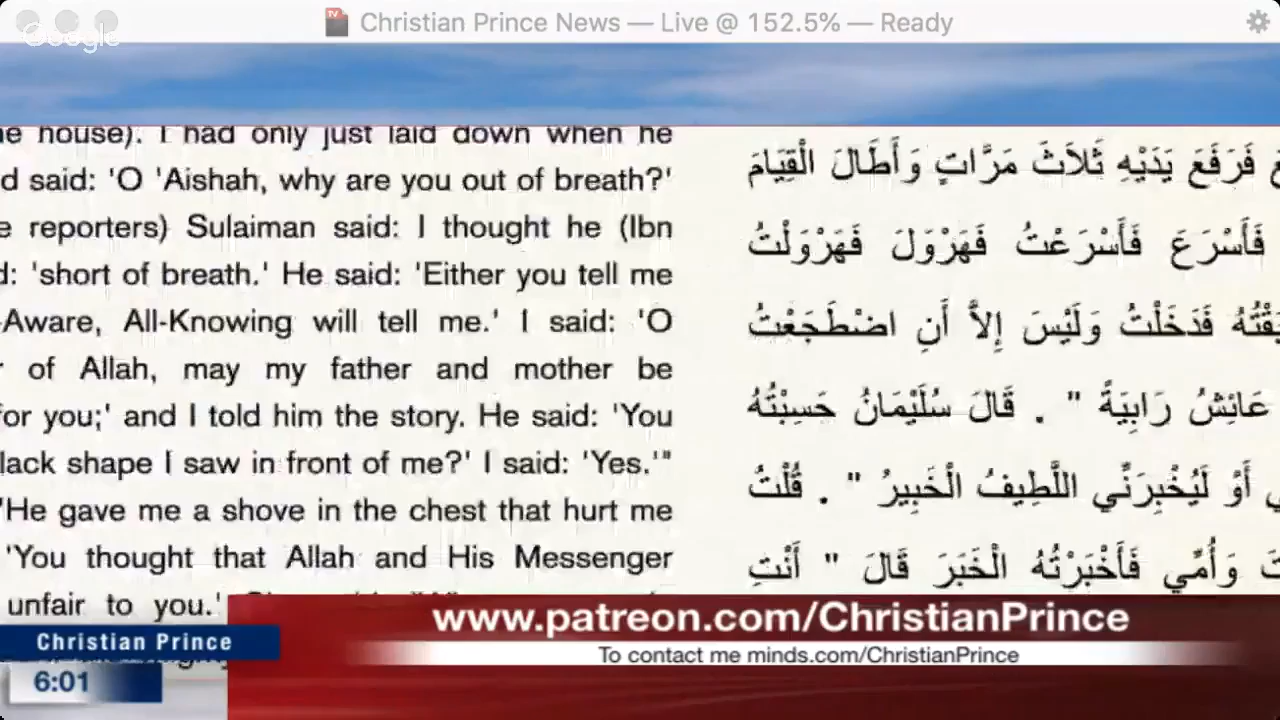 Google
TV
Christian Prince News — Live @ 152.5% — Ready
e house). I had only just laid down when he
d said: 'O 'Aishah, why are you out of breath?'
e reporters) Sulaiman said: I thought he (Ibn
d: 'short of breath.' He said: 'Either you tell me
-Aware, All-Knowing will tell me.' I said: 'O
r of Allah, may my father and mother be
for you;' and I told him the story. He said: 'You
lack shape I saw in front of me?' I said: 'Yes.'"
'He gave me a shove in the chest that hurt me
'You thought that Allah and His Messenger
unfair to you.'
فَرَفَعَ يَدَيْهِ ثَلاَثَ مَرَّاتٍ وَأَطَالَ الْقِيَامَ
فَأَسْرَعَ فَأَسْرَعْتُ فَهَرْوَلَ فَهَرْوَلْتُ
فَدَخَلْتُ وَلَيْسَ إِلاَّ أَنِ اضْطَجَعْتُ
عَائِشُ رَابِيَةً " . قَالَ سُلَيْمَانُ حَسِبْتُهُ
أَوْ لَيُخْبِرَنِّي اللَّطِيفُ الْخَبِيرُ " . قُلْتُ
وَأُمِّي فَأَخْبَرْتُهُ الْخَبَرَ قَالَ " أَنْتِ
www.patreon.com/ChristianPrince
To contact me minds.com/ChristianPrince
Christian Prince
6:01